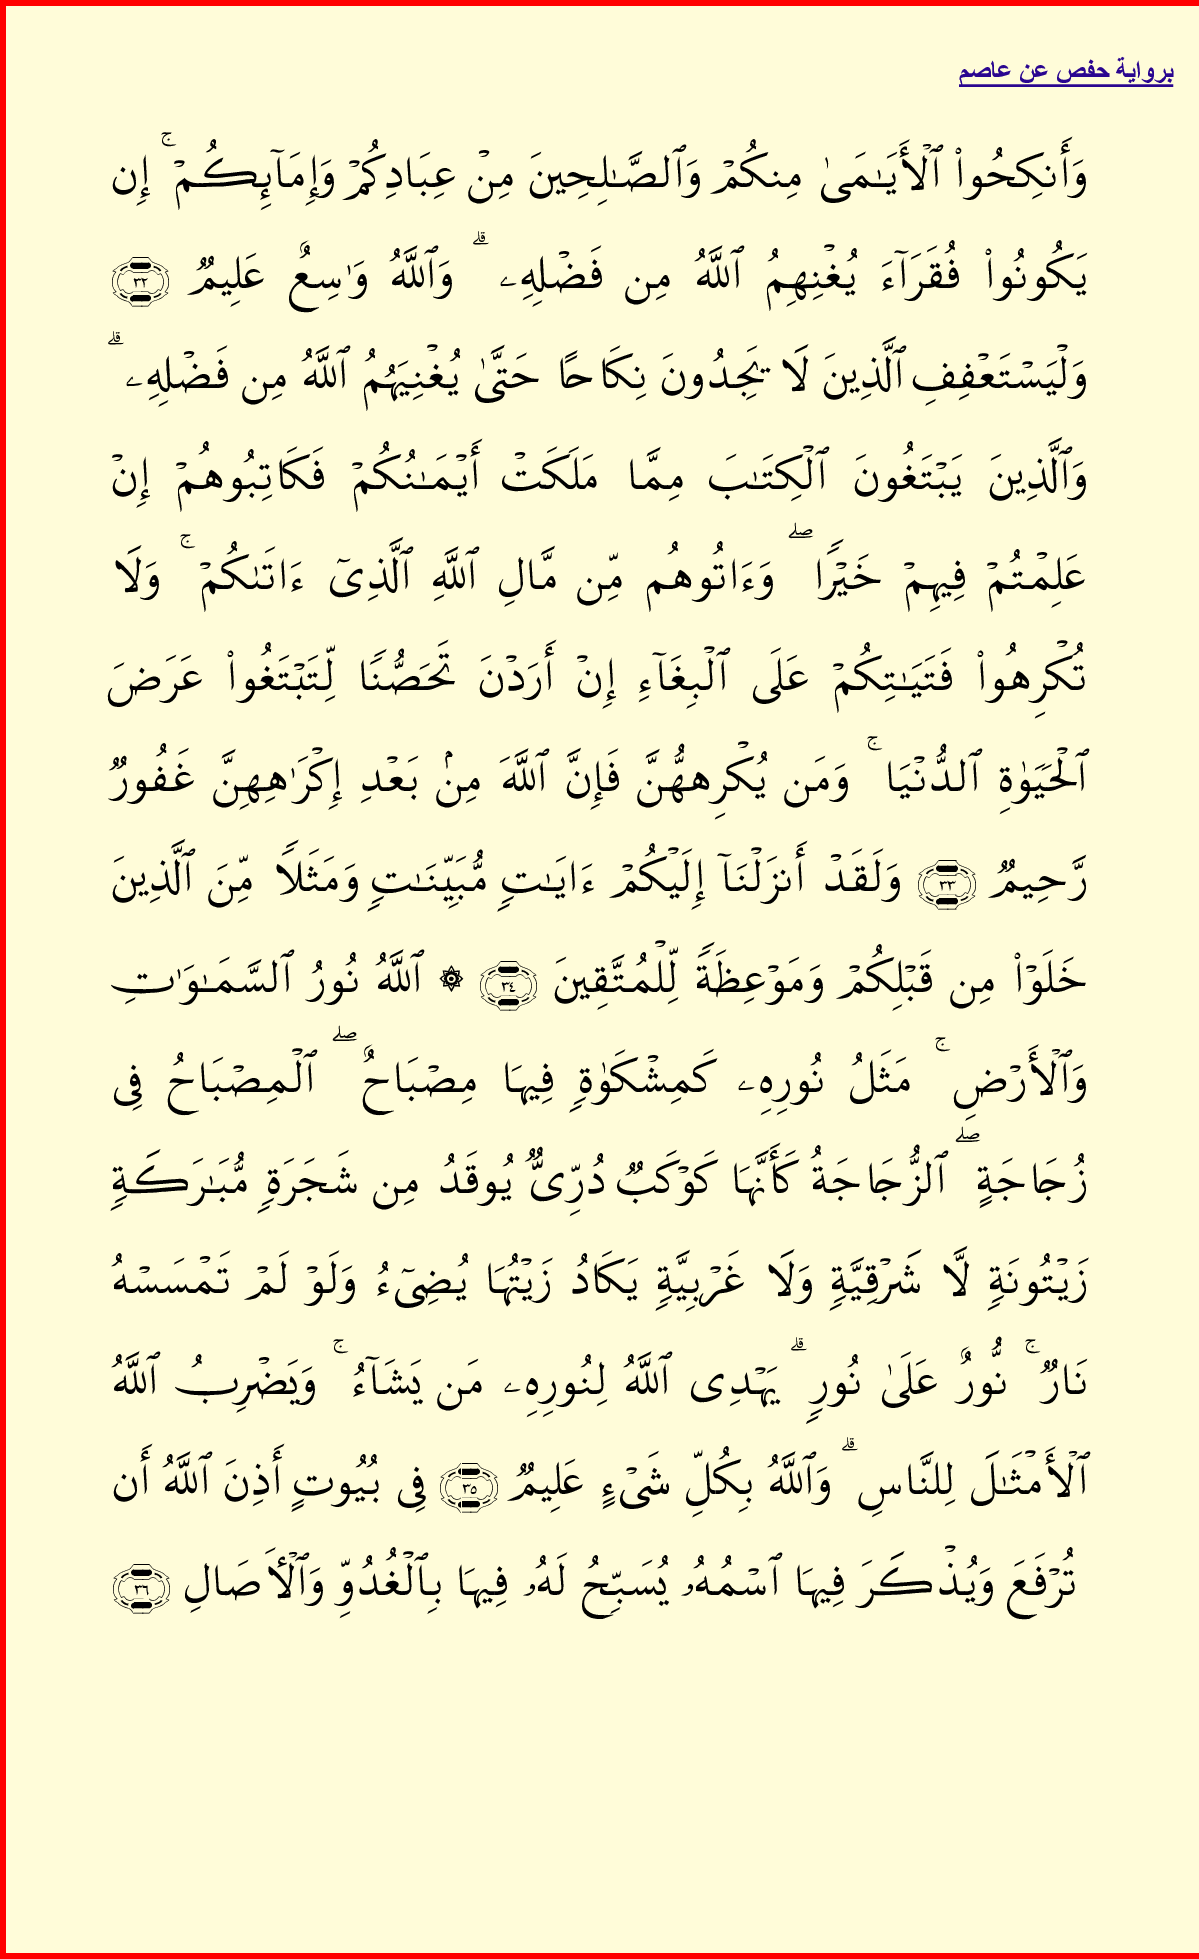 برواية حفص عن عاصم
وَأَنكِحُوا۟ ٱلْأَيَـٰمَىٰ مِنكُمْ وَٱلصَّـٰلِحِينَ مِنْ عِبَادِكُمْ وَإِمَآئِكُمْ ۚ إِن
يَكُونُوا۟ فُقَرَآءَ يُغْنِهِمُ ٱللَّهُ مِن فَضْلِهِۦ ۗ وَٱللَّهُ وَٰسِعٌ عَلِيمٌ ٣٢
وَلْيَسْتَعْفِفِ ٱلَّذِينَ لَا يَجِدُونَ نِكَاحًا حَتَّىٰ يُغْنِيَهُمُ ٱللَّهُ مِن فَضْلِهِۦ ۗ
وَٱلَّذِينَ يَبْتَغُونَ ٱلْكِتَـٰبَ مِمَّا مَلَكَتْ أَيْمَـٰنُكُمْ فَكَاتِبُوهُمْ إِنْ
عَلِمْتُمْ فِيهِمْ خَيْرًا ۖ وَءَاتُوهُم مِّن مَّالِ ٱللَّهِ ٱلَّذِىٓ ءَاتَىٰكُمْ ۚ وَلَا
تُكْرِهُوا۟ فَتَيَـٰتِكُمْ عَلَى ٱلْبِغَآءِ إِنْ أَرَدْنَ تَحَصُّنًا لِّتَبْتَغُوا۟ عَرَضَ
ٱلْحَيَوٰةِ ٱلدُّنْيَا ۚ وَمَن يُكْرِههُّنَّ فَإِنَّ ٱللَّهَ مِنۢ بَعْدِ إِكْرَٰهِهِنَّ غَفُورٌ
رَّحِيمٌ ٣٣ وَلَقَدْ أَنزَلْنَآ إِلَيْكُمْ ءَايَـٰتٍ مُّبَيِّنَـٰتٍ وَمَثَلًا مِّنَ ٱلَّذِينَ
خَلَوْا۟ مِن قَبْلِكُمْ وَمَوْعِظَةً لِّلْمُتَّقِينَ ٣٤ ۞ ٱللَّهُ نُورُ ٱلسَّمَـٰوَٰتِ
وَٱلْأَرْضِ ۚ مَثَلُ نُورِهِۦ كَمِشْكَوٰةٍ فِيهَا مِصْبَاحٌ ۖ ٱلْمِصْبَاحُ فِى
زُجَاجَةٍ ۖ ٱلزُّجَاجَةُ كَأَنَّهَا كَوْكَبٌ دُرِّىٌّ يُوقَدُ مِن شَجَرَةٍ مُّبَـٰرَكَةٍ
زَيْتُونَةٍ لَّا شَرْقِيَّةٍ وَلَا غَرْبِيَّةٍ يَكَادُ زَيْتُهَا يُضِىٓءُ وَلَوْ لَمْ تَمْسَسْهُ
نَارٌ ۚ نُّورٌ عَلَىٰ نُورٍ ۗ يَهْدِى ٱللَّهُ لِنُورِهِۦ مَن يَشَآءُ ۚ وَيَضْرِبُ ٱللَّهُ
ٱلْأَمْثَـٰلَ لِلنَّاسِ ۗ وَٱللَّهُ بِكُلِّ شَىْءٍ عَلِيمٌ ٣٥ فِى بُيُوتٍ أَذِنَ ٱللَّهُ أَن
تُرْفَعَ وَيُذْكَرَ فِيهَا ٱسْمُهُۥ يُسَبِّحُ لَهُۥ فِيهَا بِٱلْغُدُوِّ وَٱلْـَٔاصَالِ ٣٦